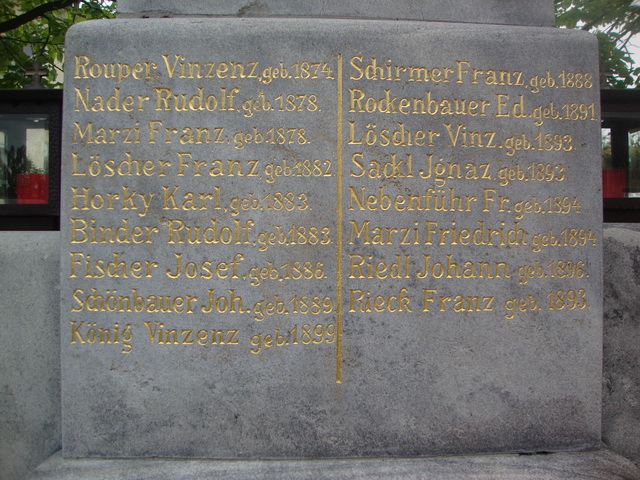 Rouper Vinzenz, geb. 1874.
Nader Rudolf, geb. 1878.
Marzi Franz, geb. 1878.
Löscher Franz, geb. 1882.
Horky Karl, geb. 1883.
Binder Rudolf, geb. 1883.
Fischer Josef, geb. 1886.
Schönbauer Joh., geb. 1889.
König Vinzenz geb. 1899
Schirmer Franz, geb. 1888
Rockenbauer Ed., geb. 1891.
Löscher Vinz., geb. 1893.
Sackl Jgnaz, geb. 1893
Nebenführ Fr. geb. 1894
Marzi Friedrich, geb. 1894
Riedl Johann geb. 1896.
Rieck Franz geb. 1893.